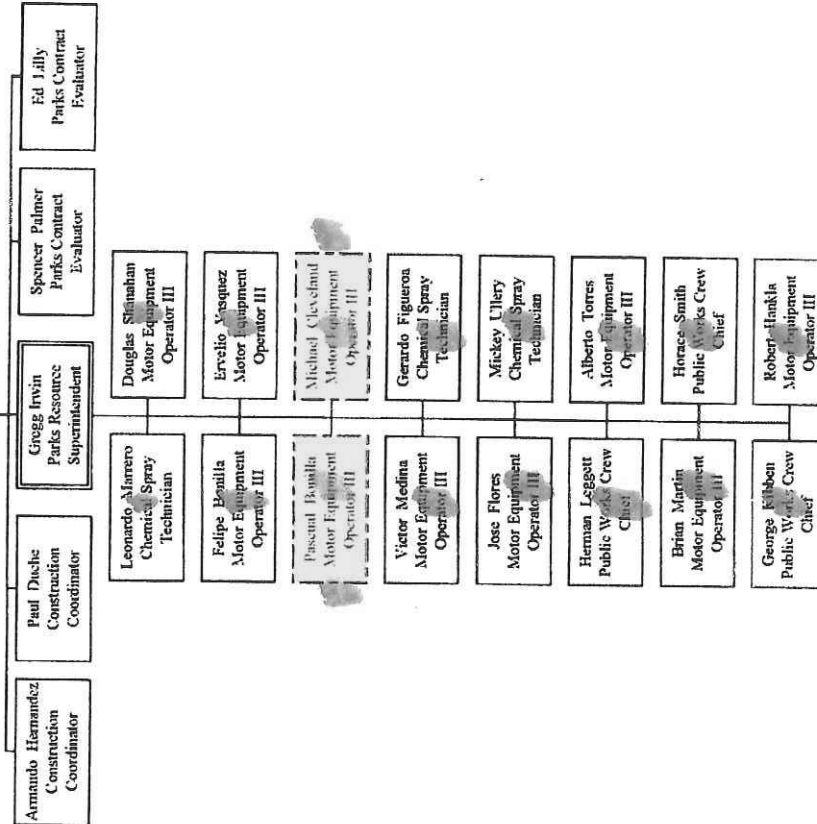 Armando Hernandez
Construction
Coordinator
Paul Duche
Construction
Coordinator
Gregg Irwin
Parks Resource
Superintendent
Spencer Palmer
Parks Contract
Evaluator
Ed Lilly
Parks Contract
Evaluator
Leonardo Marrero
Chemical Spray
Technician
Douglas Shanahan
Motor Equipment
Operator III
Felipe Bonilla
Motor Equipment
Operator III
Ervelio Vasquez
Motor Equipment
Operator III
Pascual Bonilla
Motor Equipment
Operator III
Michael Cleveland
Motor Equipment
Operator III
Victor Medina
Motor Equipment
Operator III
Gerardo Figueroa
Chemical Spray
Technician
Jose Flores
Motor Equipment
Operator III
Mickey Ullery
Chemical Spray
Technician
Herman Leggett
Public Works Crew
Chief
Alberto Torres
Motor Equipment
Operator III
Brian Martin
Motor Equipment
Operator III
Horace Smith
Public Works Crew
Chief
George
Public Works Crew
Chief
Robert Hankla
Motor Equipment
Operator III